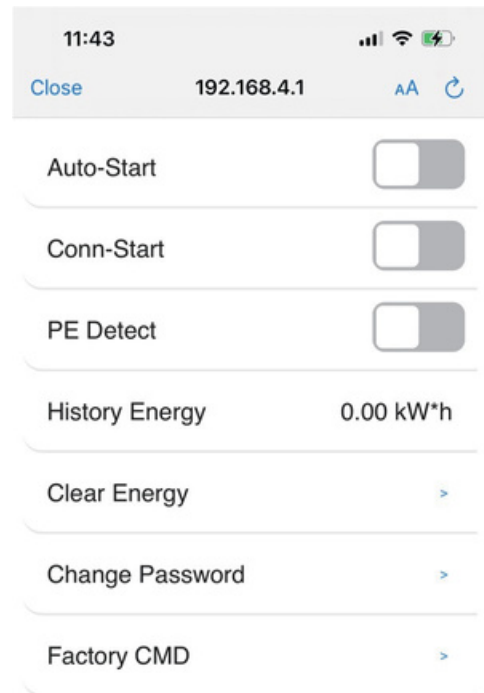 11:43
Close 192.168.4.1 AA
Auto-Start
Conn-Start
PE Detect
History Energy 0.00 kW*h
Clear Energy >
Change Password >
Factory CMD >